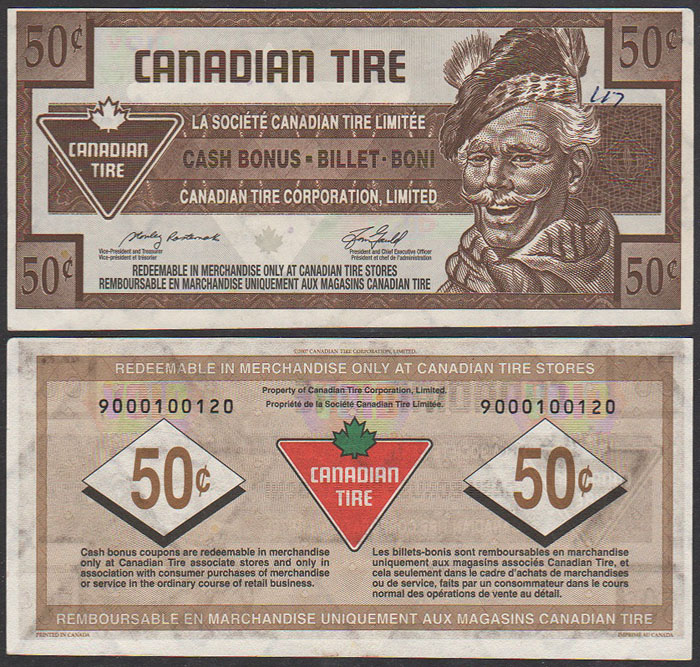 50¢
50¢
CANADIAN TIRE
LA SOCIÉTÉ CANADIAN TIRE LIMITÉE
CANADIAN
TIRE
CASH BONUS - BILLET - BONI
CANADIAN TIRE CORPORATION, LIMITED
Vice-President and Treasurer
Vice-président et trésorier
President and Chief Executive Officer
Président et chef de l'administration
50¢
50¢
REDEEMABLE IN MERCHANDISE ONLY AT CANADIAN TIRE STORES
REMBOURSABLE EN MARCHANDISE UNIQUEMENT AUX MAGASINS CANADIAN TIRE
CANADIAN TIRE CORPORATION, LIMITED.
REDEEMABLE IN MERCHANDISE ONLY AT CANADIAN TIRE STORES
Property of Canadian Tire Corporation, Limited.
Propriété de la Société Canadian Tire Limitée.
9000100120
9000100120
50¢
CANADIAN
TIRE
50¢
Cash bonus coupons are redeemable in merchandise
only at Canadian Tire associate stores and only in
association with consumer purchases of merchandise
or service in the ordinary course of retail business.
Les billets-bonis sont remboursables en marchandise
uniquement aux magasins associés Canadian Tire, et
cela seulement dans le cadre d'achats de marchandises
ou de service, faits par un consommateur dans le cours
normal des opérations de vente au détail.
REMBOURSABLE EN MARCHANDISE UNIQUEMENT AUX MAGASINS CANADIAN TIRE
PRINTED IN CANADA
IMPRIMÉ AU CANADA